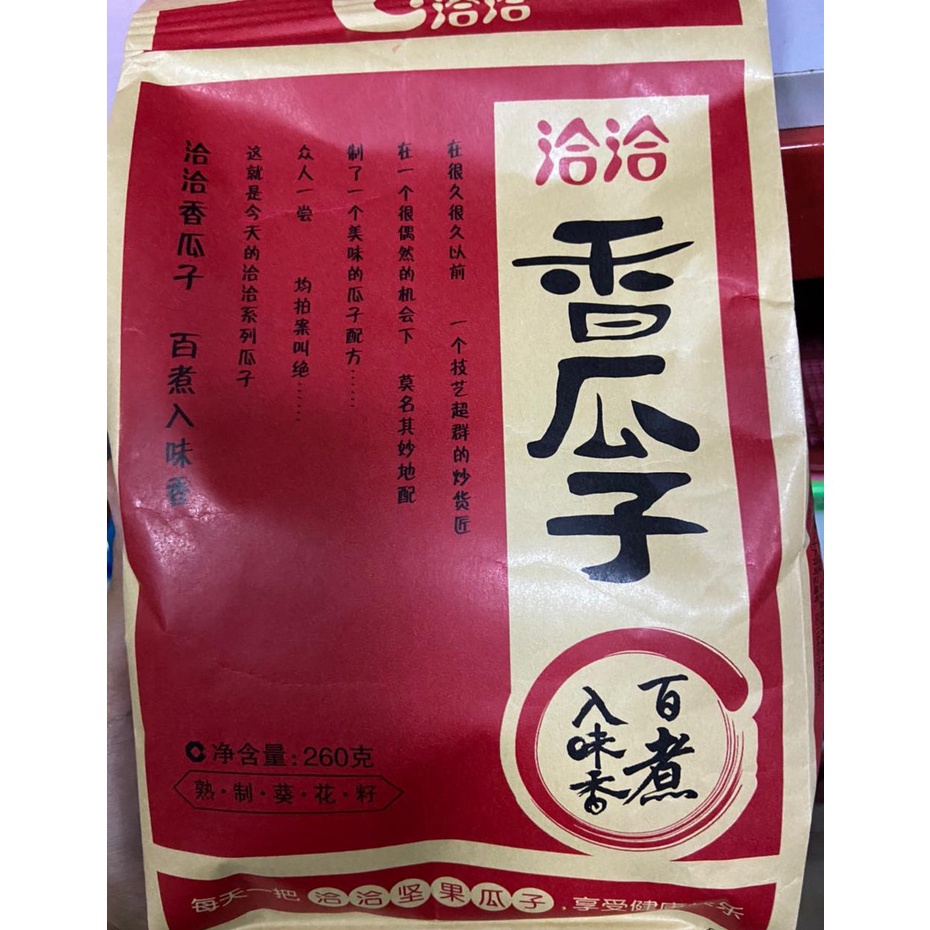 洽洽
洽洽
香瓜子
在很久很久以前 一个技艺超群的炒货匠
在一个很偶然的机会下 莫名其妙地配
制了一个美味的瓜子配方……
众人一尝 均拍案叫绝……
这就是今天的洽洽系列瓜子
洽洽香瓜子 百煮入味香
百煮
入味香
净含量:260克
熟·制·葵·花·籽
每天一把 洽洽坚果瓜子,享受健康快乐